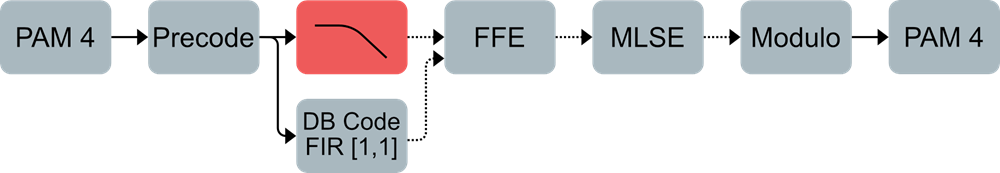 PAM 4
Precode
FFE
MLSE
Modulo
PAM 4
DB Code
FIR [1,1]